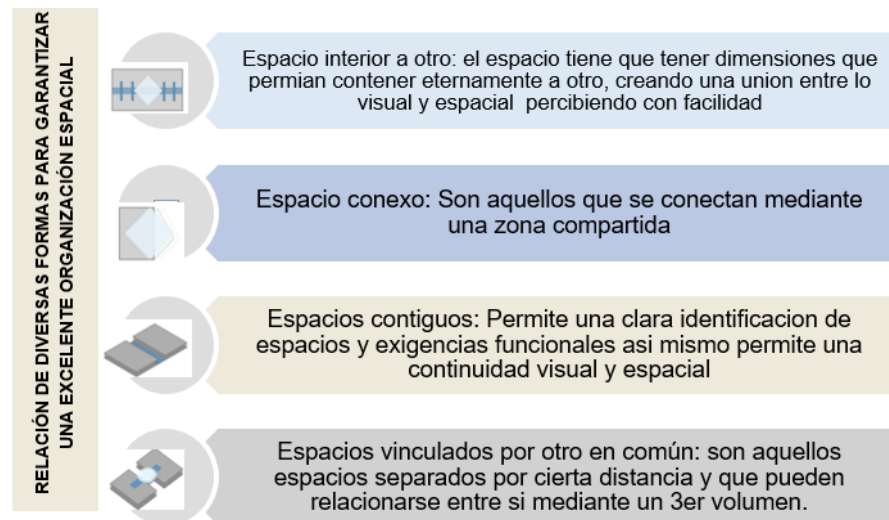 RELACIÓN DE DIVERSAS FORMAS PARA GARANTIZAR
UNA EXCELENTE ORGANIZACIÓN ESPACIAL
Espacio interior a otro: el espacio tiene que tener dimensiones que
permian contener eternamente a otro, creando una union entre lo
visual y espacial percibiendo con facilidad
Espacio conexo: Son aquellos que se conectan mediante
una zona compartida
Espacios contiguos: Permite una clara identificacion de
espacios y exigencias funcionales asi mismo permite una
continuidad visual y espacial
Espacios vinculados por otro en común: son aquellos
espacios separados por cierta distancia y que pueden
relacionarse entre si mediante un 3er volumen.